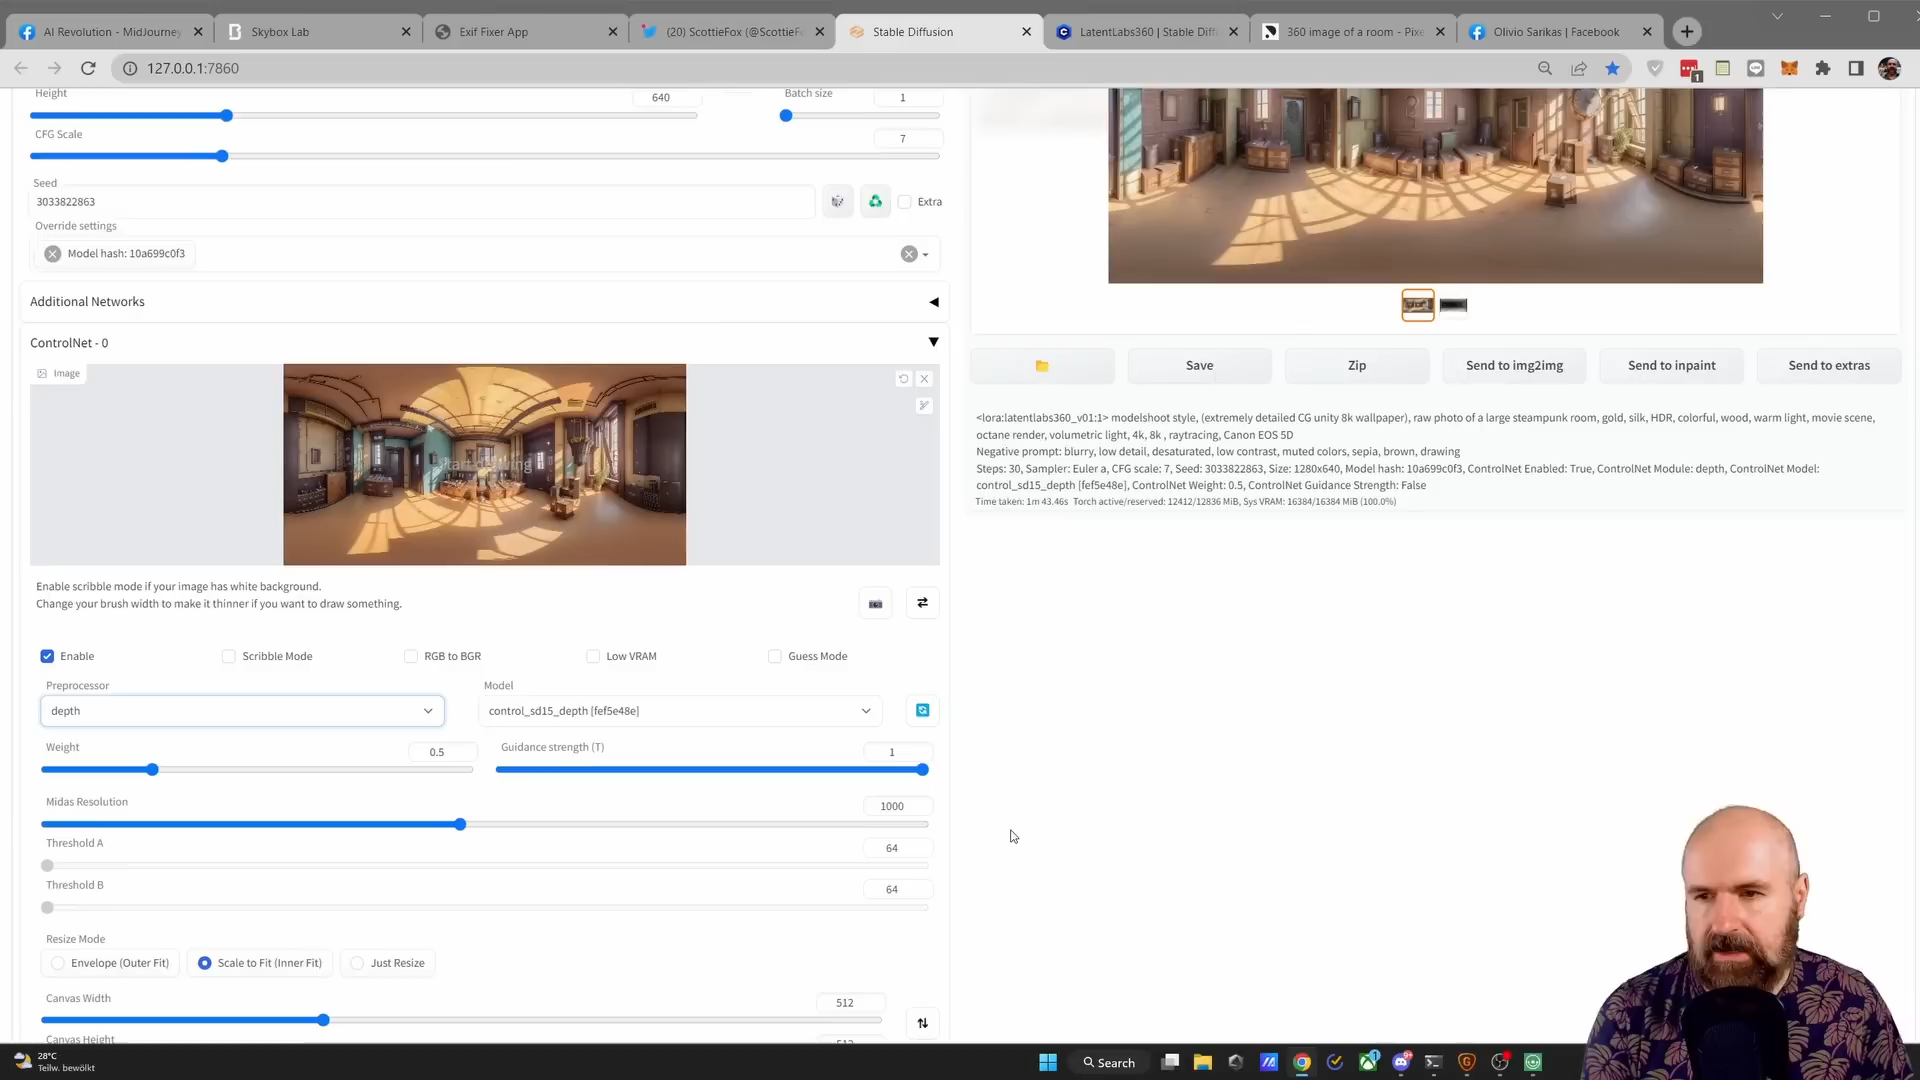 AI Revolution - MidJourney
Skybox Lab
Exif Fixer App
(20) ScottieFox (@ScottieF
Stable Diffusion
LatentLabs360 | Stable Diff
360 image of a room - Pixe
Olivio Sarikas | Facebook
127.0.0.1:7860
1
Height
640
Batch size
1
CFG Scale
7
Seed
3033822863
Extra
Override settings
Model hash: 10a699c0f3
Additional Networks
ControlNet - 0
Image
Start drawing
Enable scribble mode if your image has white background.
Change your brush width to make it thinner if you want to draw something.
Enable
Scribble Mode
RGB to BGR
Low VRAM
Guess Mode
Preprocessor
Model
depth
control_sd15_depth [fef5e48e]
Weight
0.5
Guidance strength (T)
1
Midas Resolution
1000
Threshold A
64
Threshold B
64
Resize Mode
Envelope (Outer Fit)
Scale to Fit (Inner Fit)
Just Resize
Canvas Width
512
Canvas Height
512
Save
Zip
Send to img2img
Send to inpaint
Send to extras
<lora:latentlabs360_v01:1> modelshoot style, (extremely detailed CG unity 8k wallpaper), raw photo of a large steampunk room, gold, silk, HDR, colorful, wood, warm light, movie scene,
octane render, volumetric light, 4k, 8k , raytracing, Canon EOS 5D
Negative prompt: blurry, low detail, desaturated, low contrast, muted colors, sepia, brown, drawing
Steps: 30, Sampler: Euler a, CFG scale: 7, Seed: 3033822863, Size: 1280x640, Model hash: 10a699c0f3, ControlNet Enabled: True, ControlNet Module: depth, ControlNet Model:
control_sd15_depth [fef5e48e], ControlNet Weight: 0.5, ControlNet Guidance Strength: False
Time taken: 1m 43.46s Torch active/reserved: 12412/12836 MiB, Sys VRAM: 16384/16384 MiB (100.0%)
28°C
Teilw. bewölkt
Search